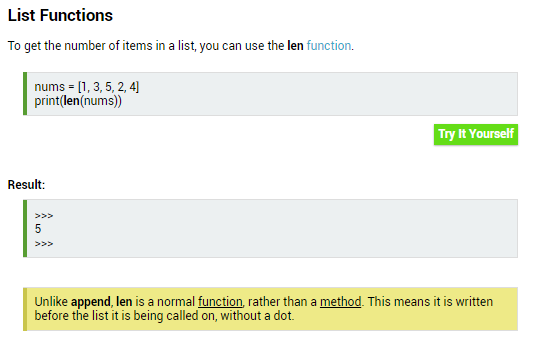 List Functions
To get the number of items in a list, you can use the len function.
nums = [1, 3, 5, 2, 4]
print(len(nums))
Try It Yourself
Result:
>>>
5
>>>
Unlike append, len is a normal function, rather than a method. This means it is written
before the list it is being called on, without a dot.